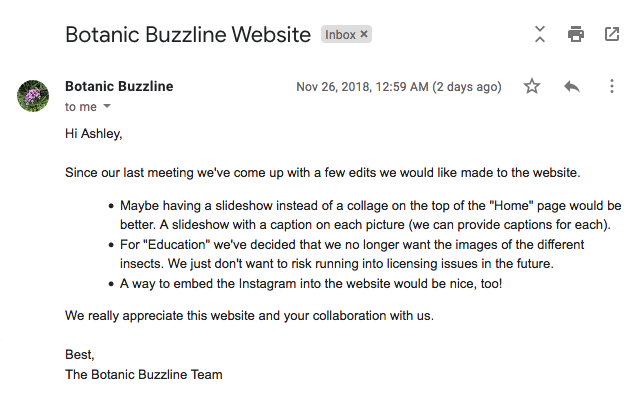 Botanic Buzzline Website Inbox ×
Botanic Buzzline Nov 26, 2018, 12:59 AM (2 days ago)
to me
Hi Ashley,
Since our last meeting we've come up with a few edits we would like made to the website.
• Maybe having a slideshow instead of a collage on the top of the "Home" page would be
better. A slideshow with a caption on each picture (we can provide captions for each).
• For "Education" we've decided that we no longer want the images of the different
insects. We just don't want to risk running into licensing issues in the future.
• A way to embed the Instagram into the website would be nice, too!
We really appreciate this website and your collaboration with us.
Best,
The Botanic Buzzline Team